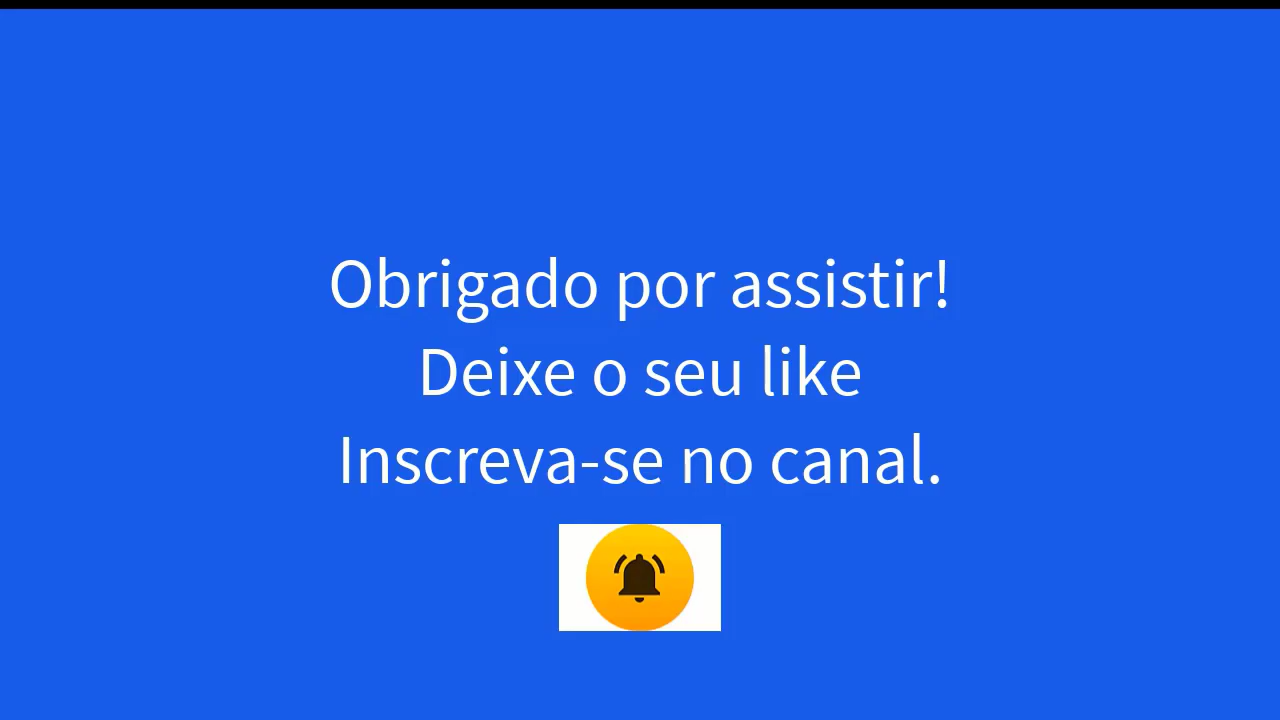 Obrigado por assistir!
Deixe o seu like
Inscreva-se no canal.